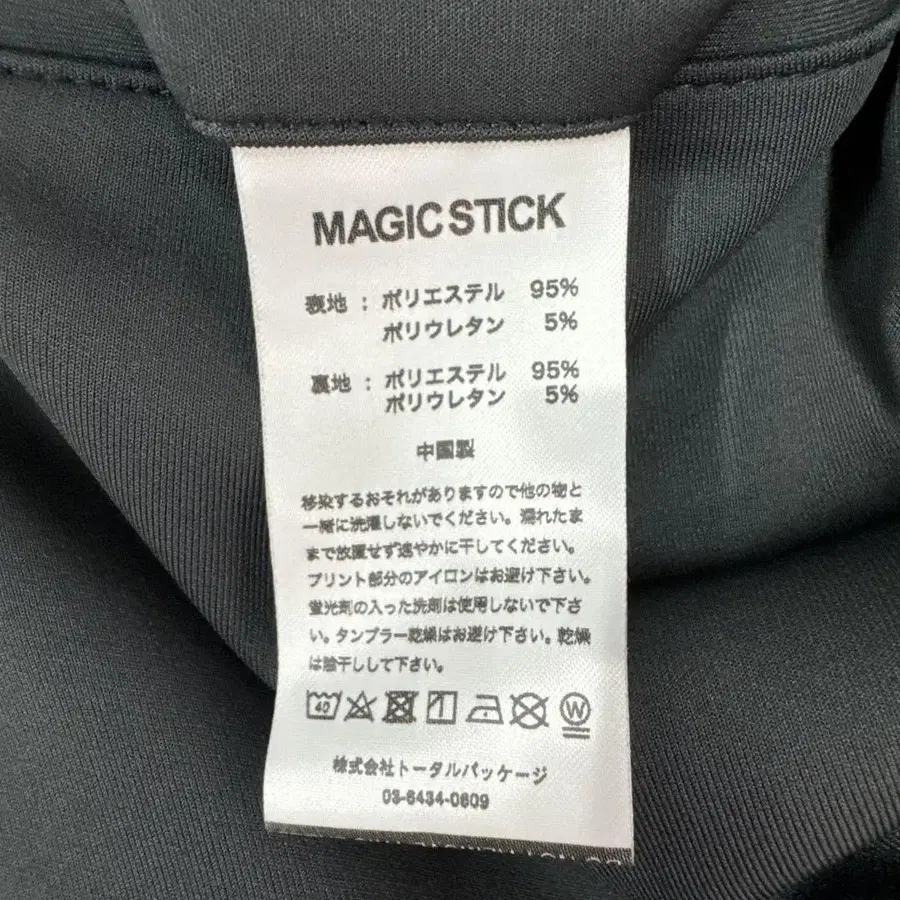 MAGIC STICK
表地 : ポリエステル 95%
ポリウレタン 5%
裏地 : ポリエステル 95%
ポリウレタン 5%
中国製
移染するおそれがありますので他の物と
一緒に洗濯しないでください。濡れたま
まで放置せず速やかに干してください。
プリント部分のアイロンはお避け下さい。
蛍光剤の入った洗剤は使用しないで下さ
い。タンブラー乾燥はお避け下さい。乾燥
は陰干しして下さい。
40 W
株式会社トータルパッケージ
03-6434-0609